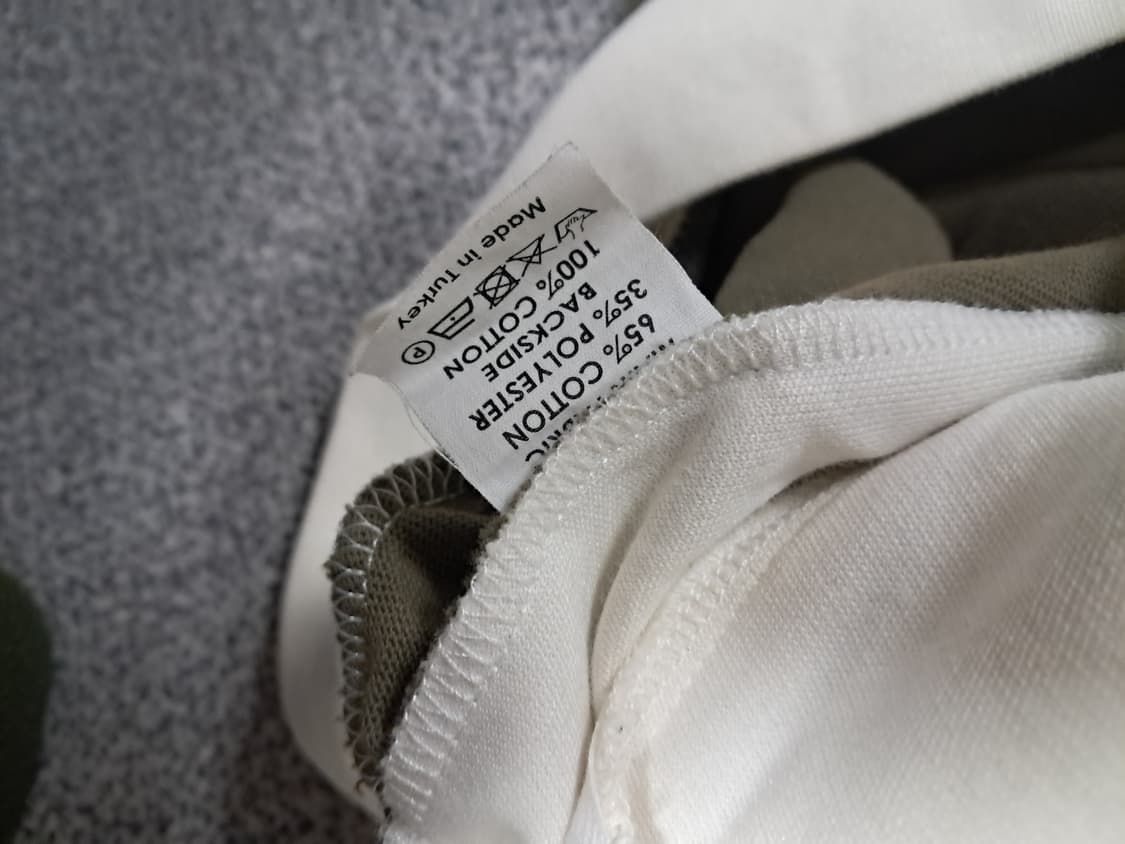 65% COTTON
35% POLYESTER
BACKSIDE
100% COTTON
P
Made in Turkey